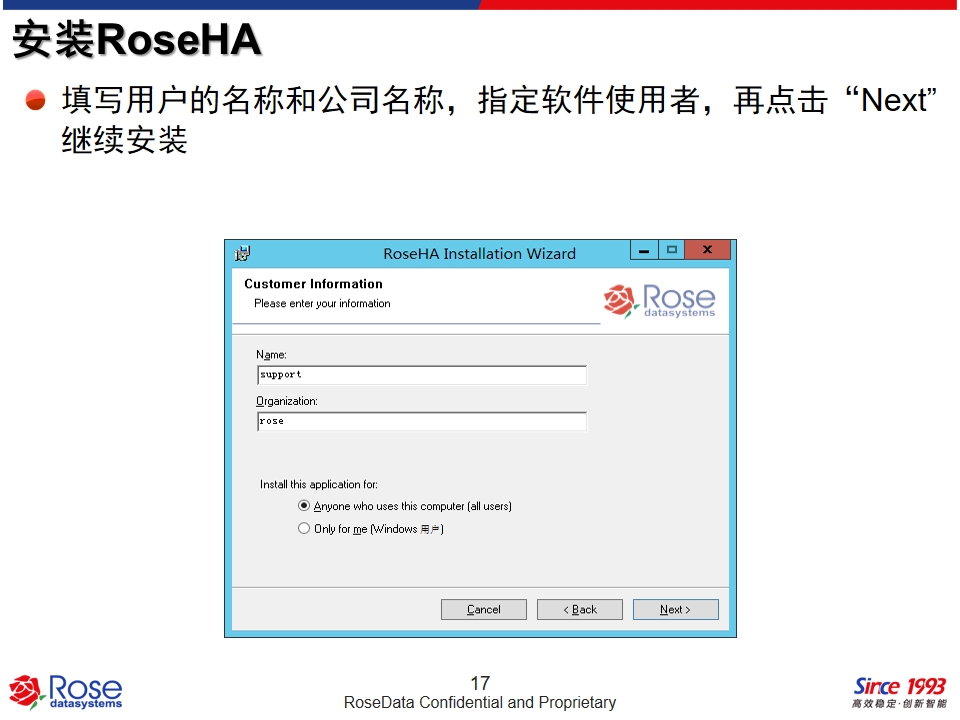 安装RoseHA
填写用户的名称和公司名称，指定软件使用者，再点击“Next”
继续安装
RoseHA Installation Wizard
Customer Information
Please enter your information
Rose
datasystems
Name:
support
Organization:
rose
Install this application for:
Anyone who uses this computer (all users)
Only for me (Windows 用户)
Cancel
< Back
Next >
Rose
datasystems
17
RoseData Confidential and Proprietary
Since 1993
高效稳定·创新智能